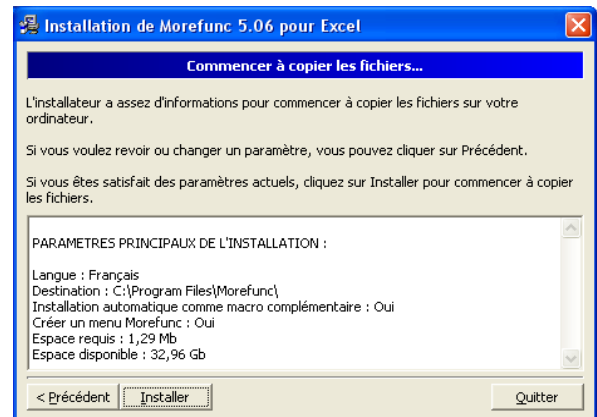 Installation de Morefunc 5.06 pour Excel
Commencer à copier les fichiers...
L'installateur a assez d'informations pour commencer à copier les fichiers sur votre
ordinateur.
Si vous voulez revoir ou changer un paramètre, vous pouvez cliquer sur Précédent.
Si vous êtes satisfait des paramètres actuels, cliquez sur Installer pour commencer à copier
les fichiers.
PARAMETRES PRINCIPAUX DE L'INSTALLATION :
Langue : Français
Destination : C:\Program Files\Morefunc\
Installation automatique comme macro complémentaire : Oui
Créer un menu Morefunc : Oui
Espace requis : 1,29 Mb
Espace disponible : 32,96 Gb
< Précédent Installer Quitter